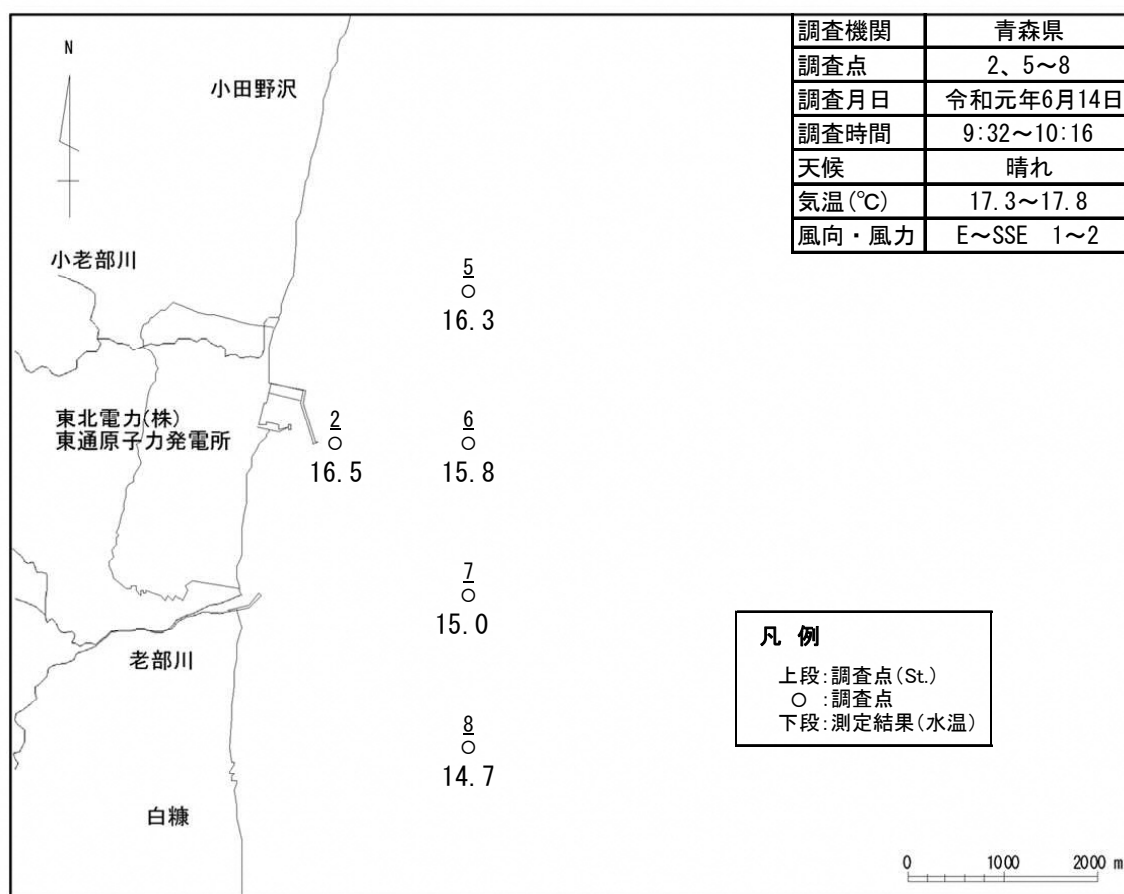 調査機関 青森県
調査点 2、5～8
調査月日 令和元年6月14日
調査時間 9:32～10:16
天候 晴れ
気温(℃) 17.3～17.8
風向・風力 E～SSE 1～2
N
小田野沢
小老部川
5
16.3
東北電力(株)
東通原子力発電所
2
16.5
6
15.8
7
15.0
老部川
8
14.7
白糠
凡 例
上段:調査点(St.)
○ :調査点
下段:測定結果(水温)
0 1000 2000 m